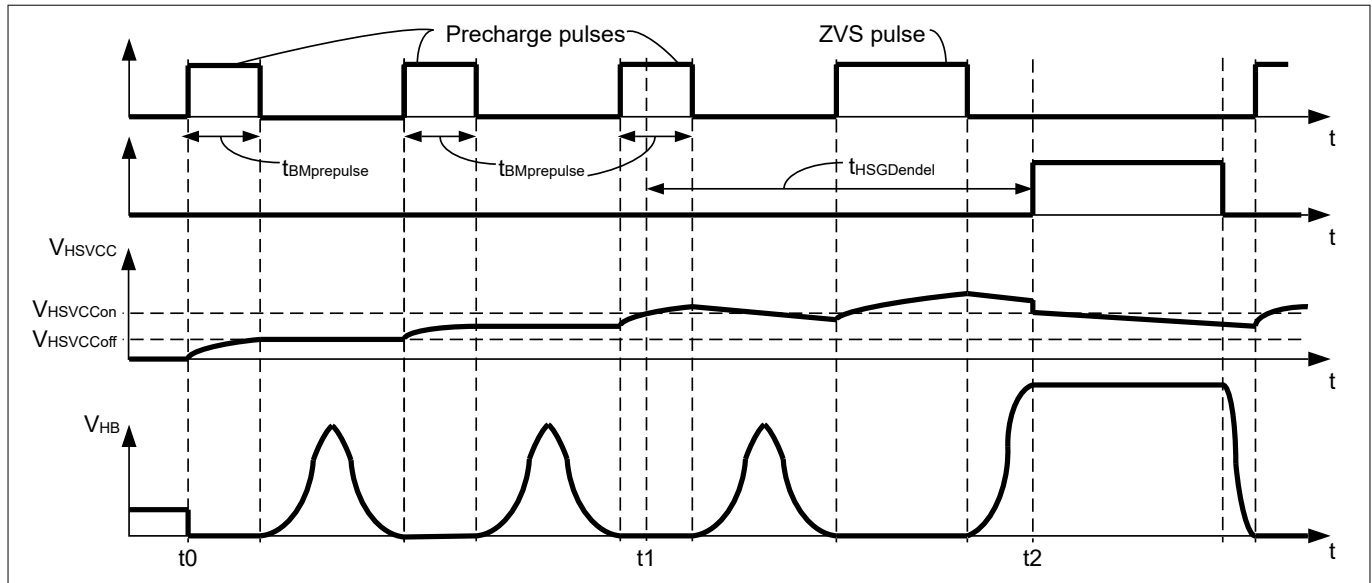 Precharge pulses
ZVS pulse
t
tBMprepulse
tBMprepulse
tHSGDendel
t
VHSVCC
VHSVCCon
VHSVCCoff
t
VHB
t0
t1
t2
t